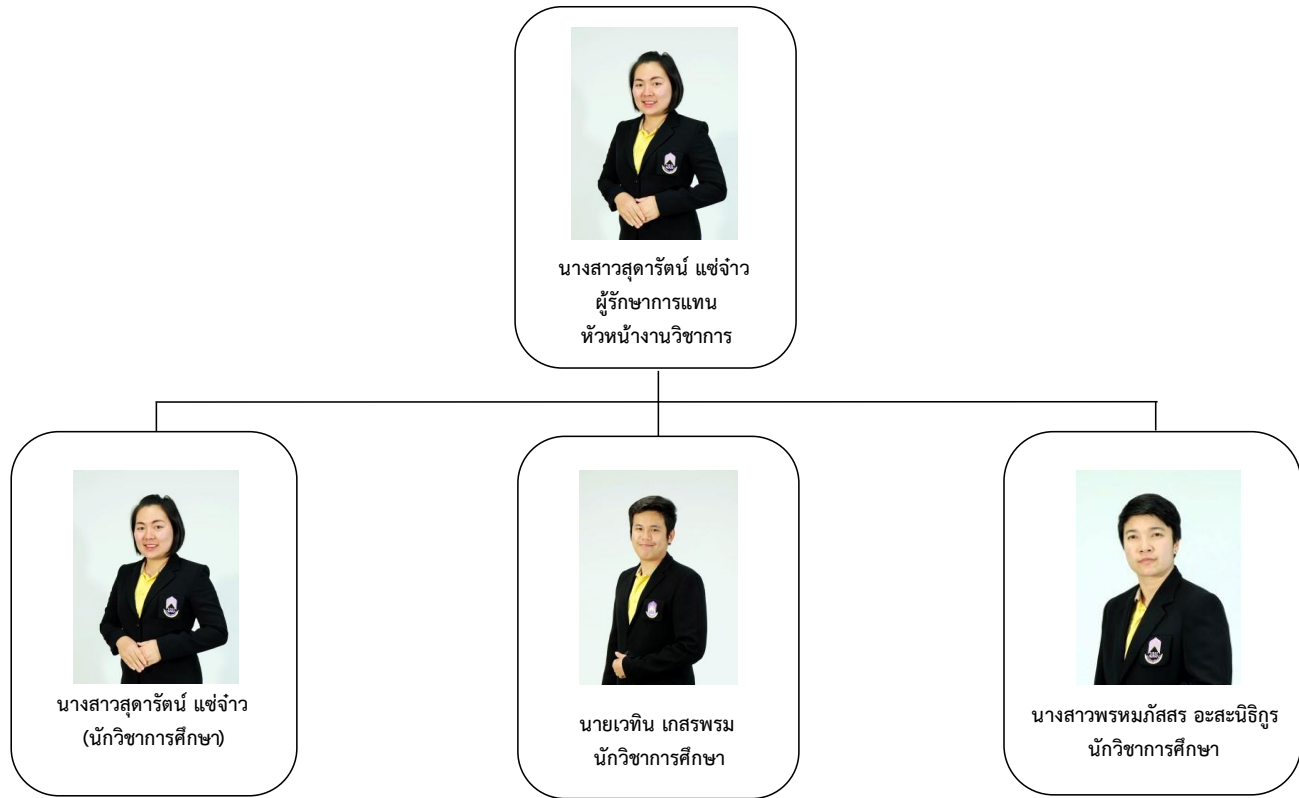 นางสาวสุดารัตน์ แซ่จ๋าว
ผู้รักษาการแทน
หัวหน้างานวิชาการ
นางสาวสุดารัตน์ แซ่จ๋าว
(นักวิชาการศึกษา)
นายเวทิน เกสรพรม
นักวิชาการศึกษา
นางสาวพรหมภัสสร อะสะนิธิกูร
นักวิชาการศึกษา